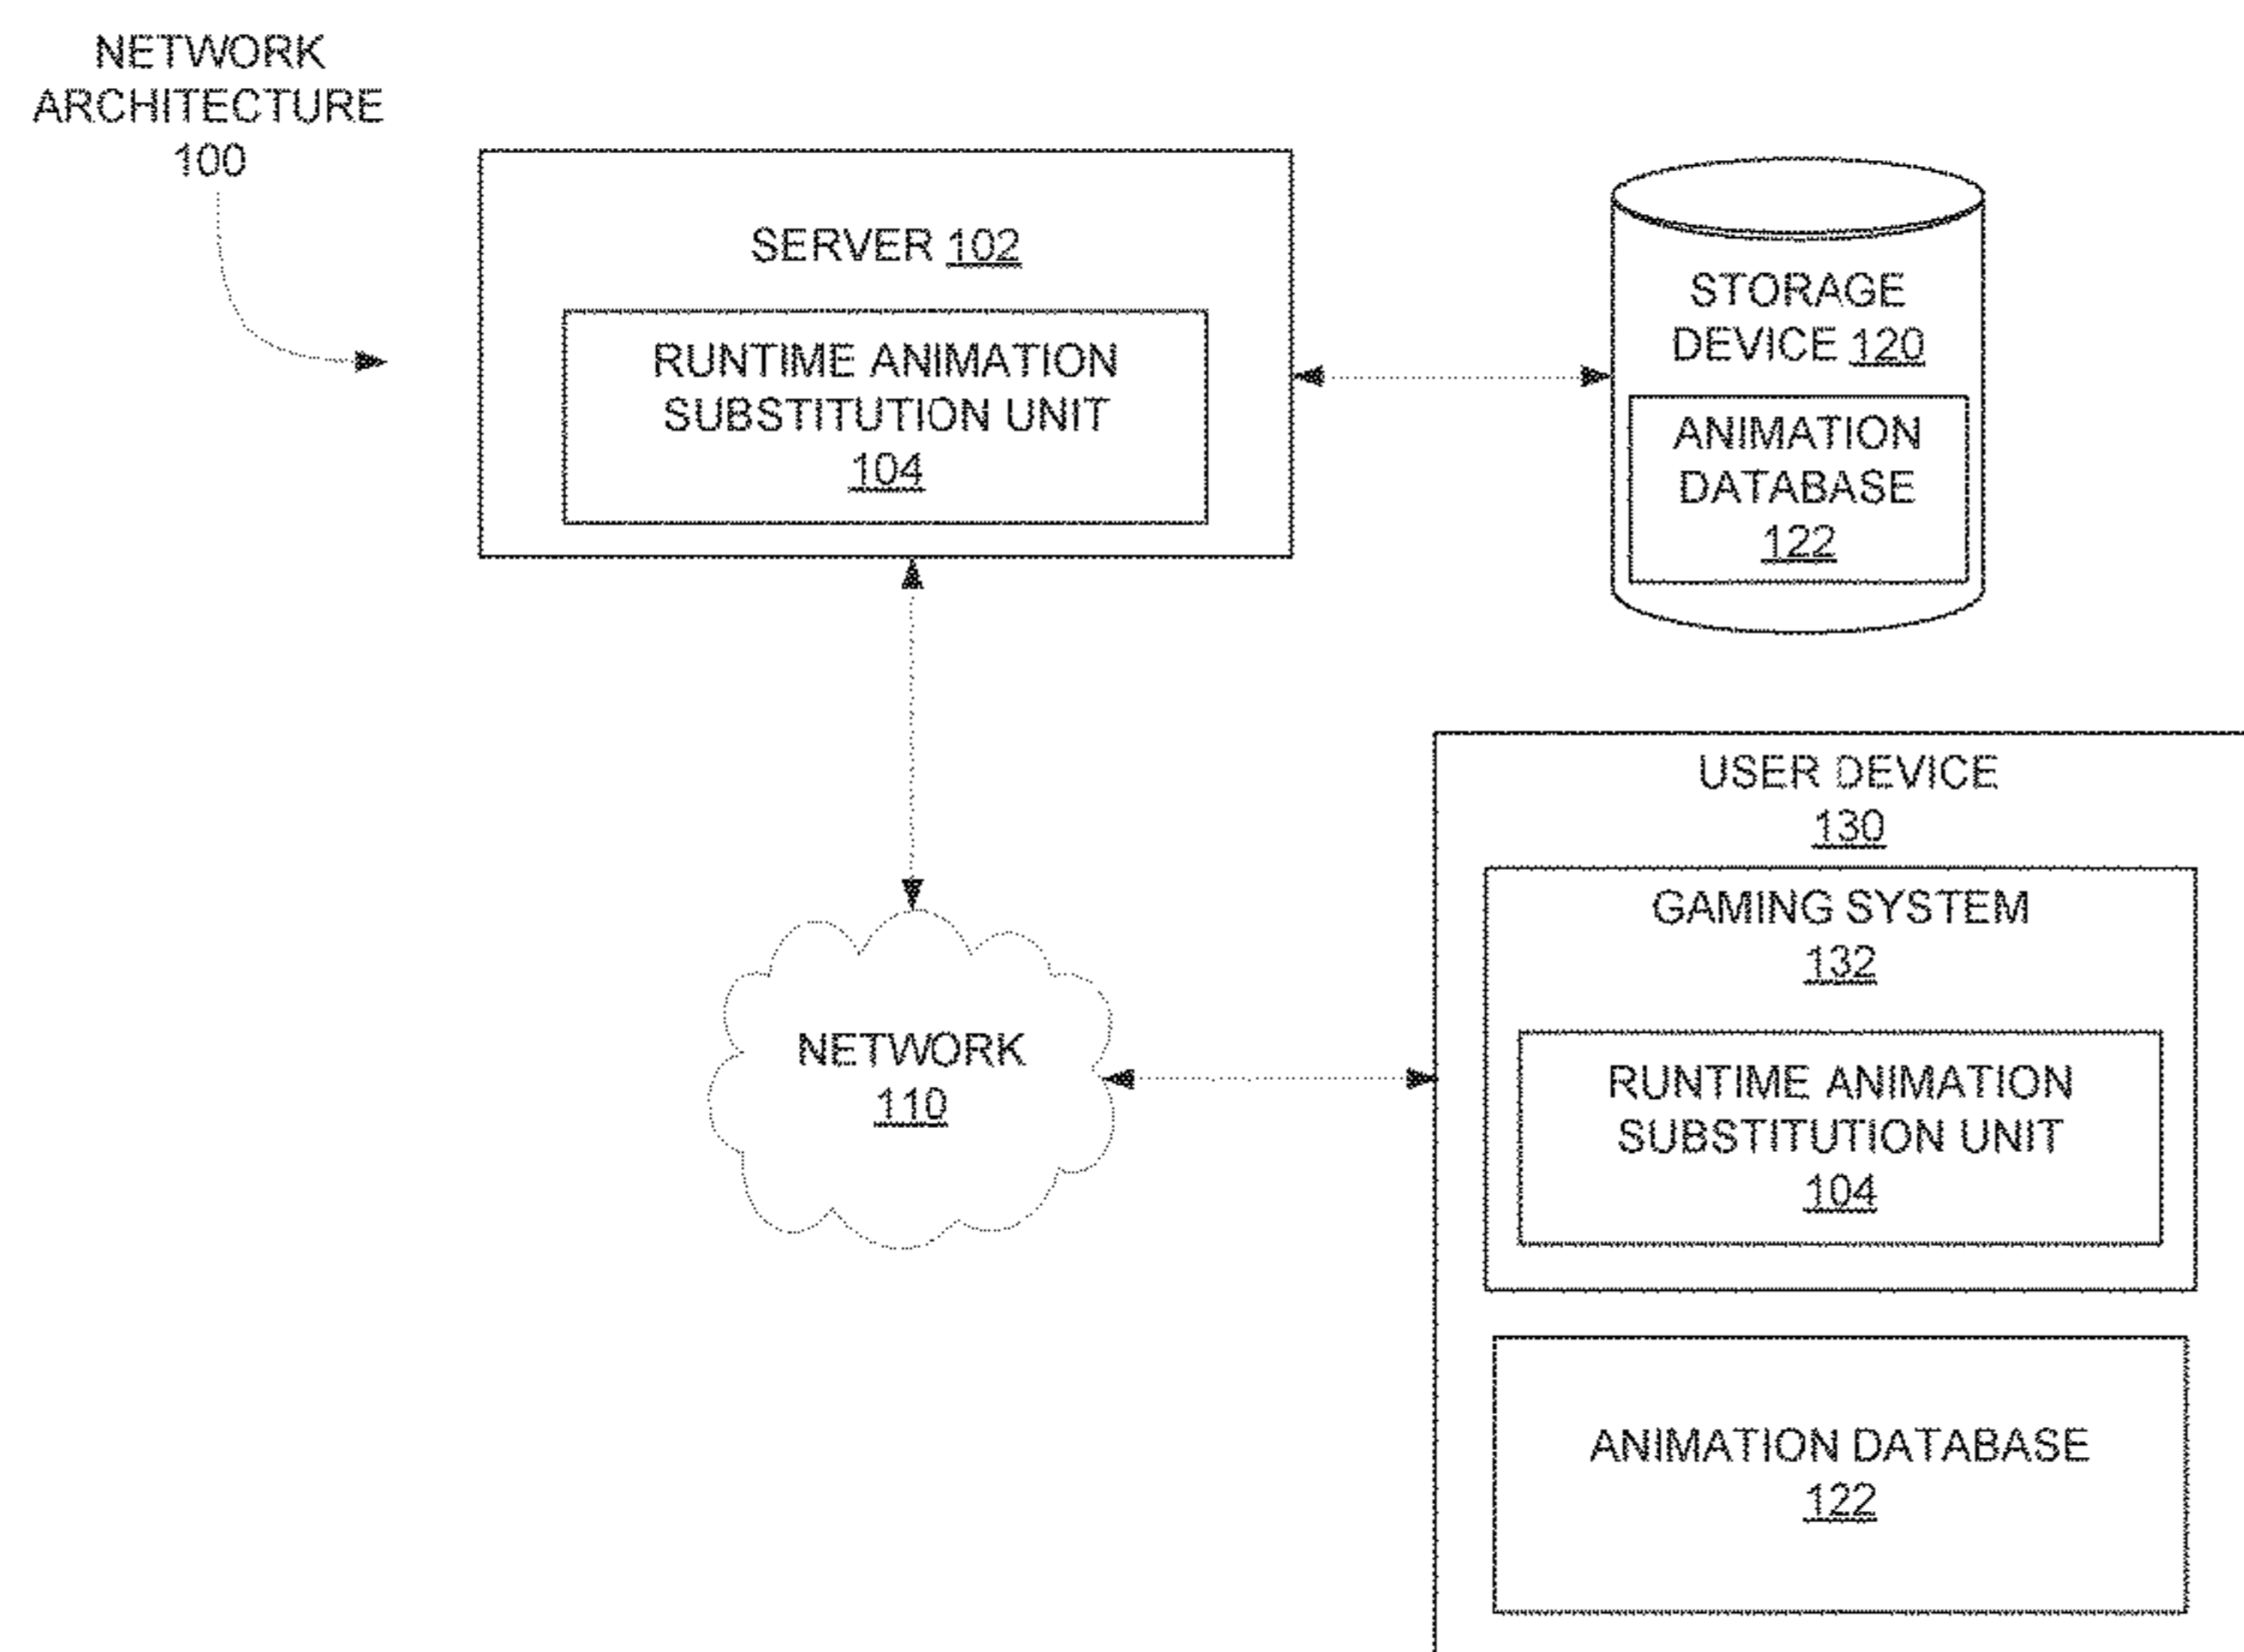 NETWORK
ARCHITECTURE
100
SERVER 102
RUNTIME ANIMATION
SUBSTITUTION UNIT
104
STORAGE
DEVICE 120
ANIMATION
DATABASE
122
NETWORK
110
USER DEVICE
130
GAMING SYSTEM
132
RUNTIME ANIMATION
SUBSTITUTION UNIT
104
ANIMATION DATABASE
122